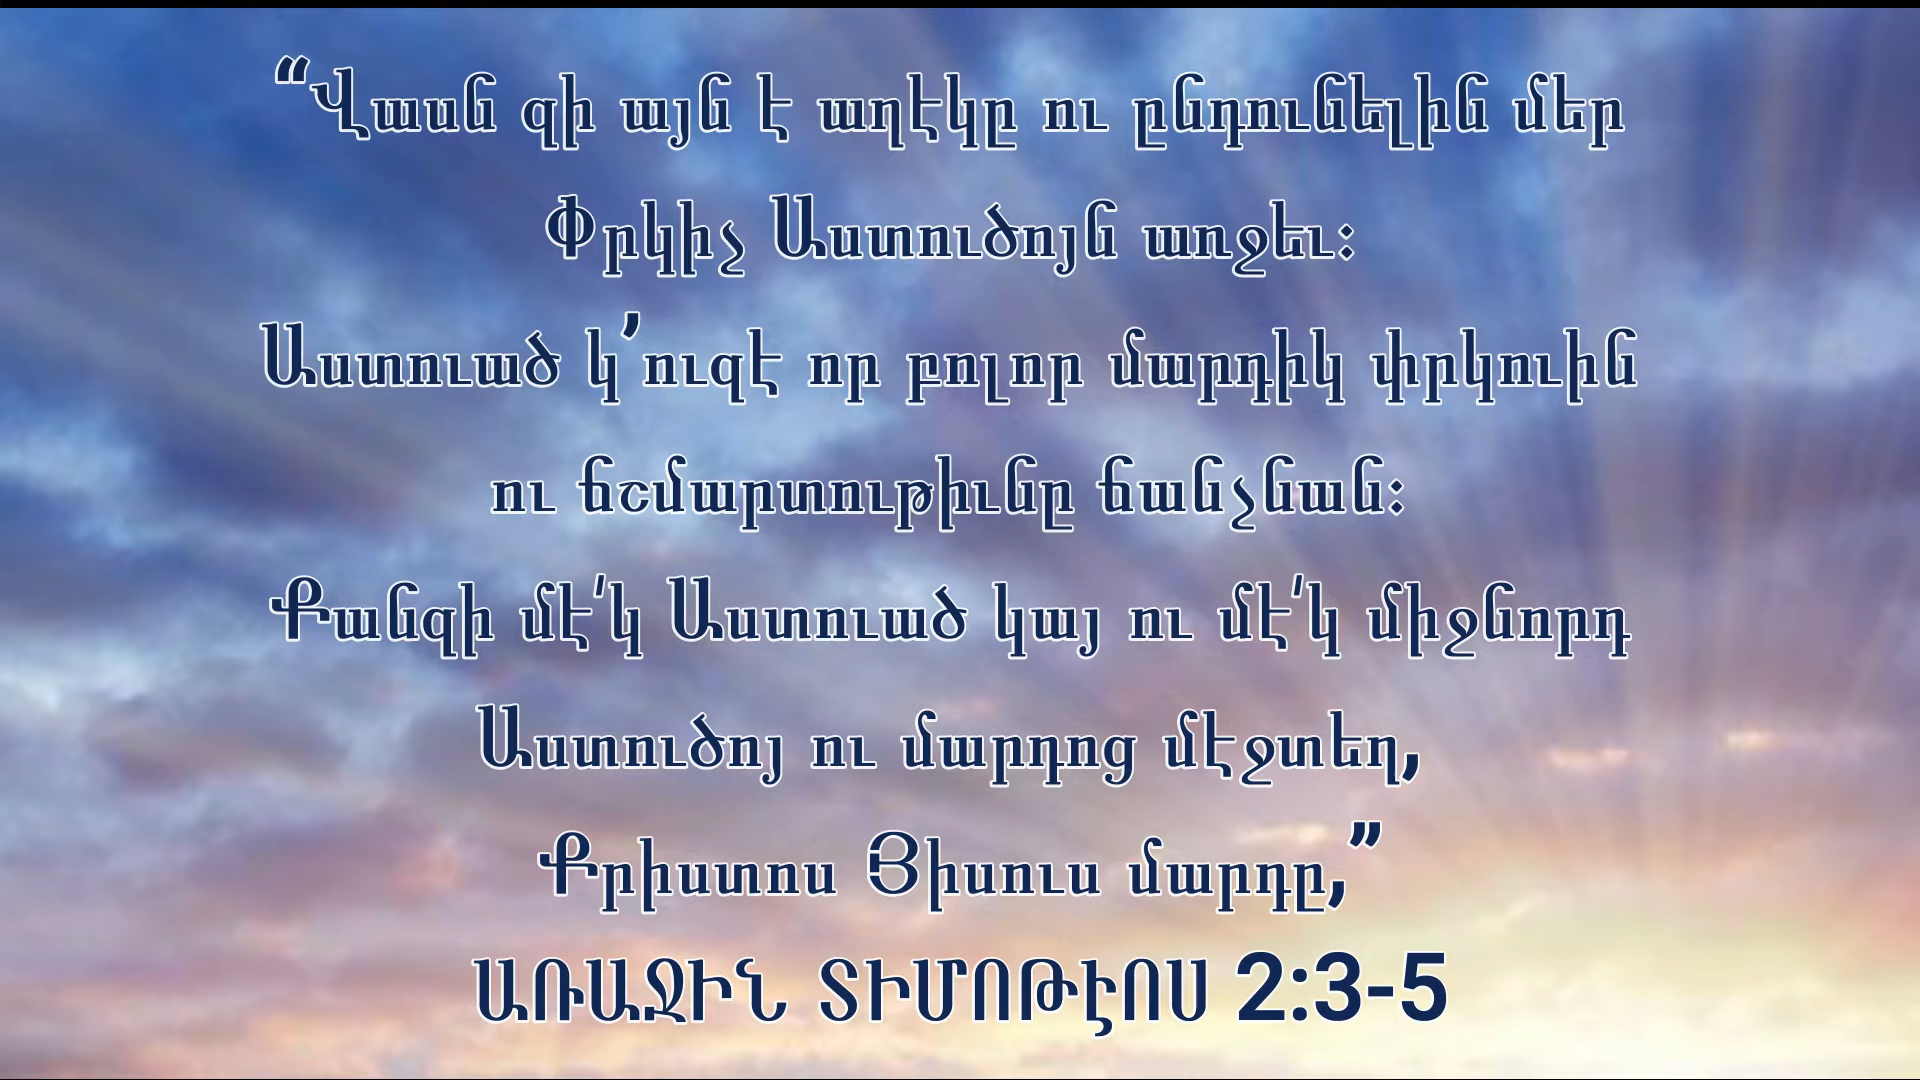 “Վասն զի այն է աղէկը ու ընդունելին մեր
Փրկիչ Աստուծոյն առջեւ։
Աստուած կ’ուզէ որ բոլոր մարդիկ փրկուին
ու ճշմարտութիւնը ճանչնան։
Քանզի մէ՛կ Աստուած կայ ու մէ՛կ միջնորդ
Աստուծոյ ու մարդոց մէջտեղ,
Քրիստոս Յիսուս մարդը,”
ԱՌԱՋԻՆ ՏԻՄՈԹէՈՍ 2:3-5